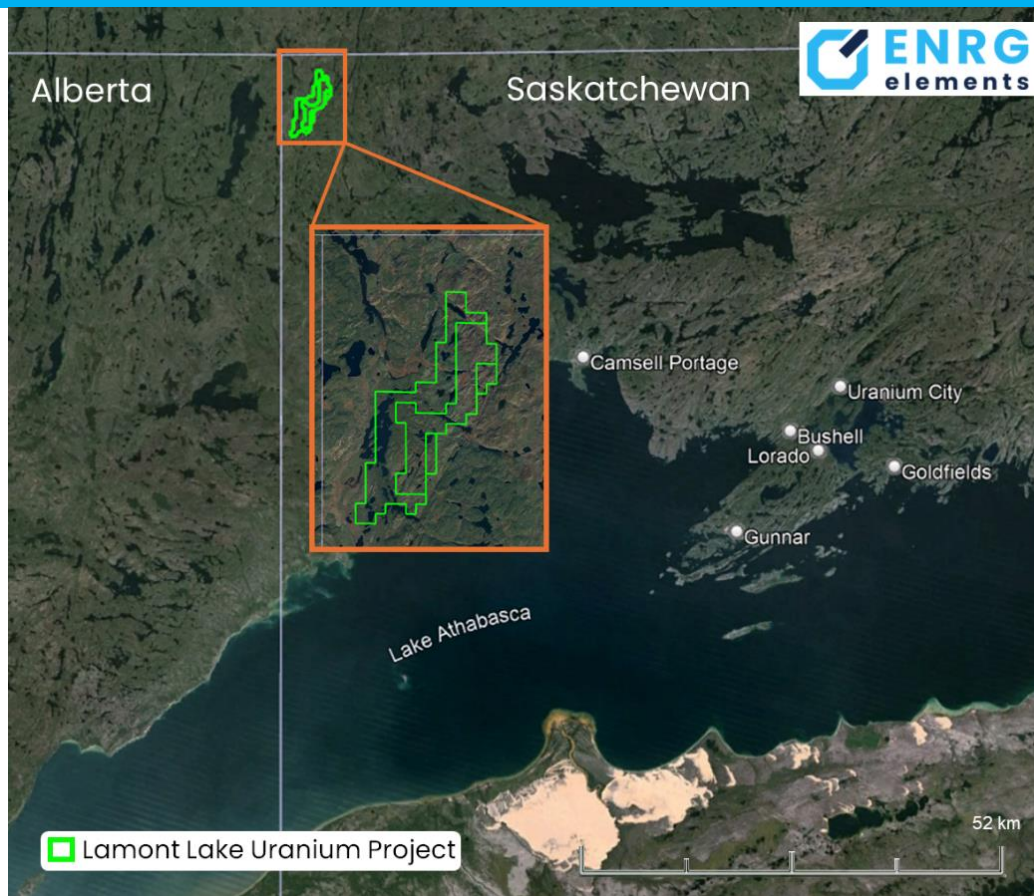 ENRG
elements
Alberta
Saskatchewan
Camsell Portage
Uranium City
Bushell
Lorado
Goldfields
Gunnar
Lake Athabasca
52 km
Lamont Lake Uranium Project